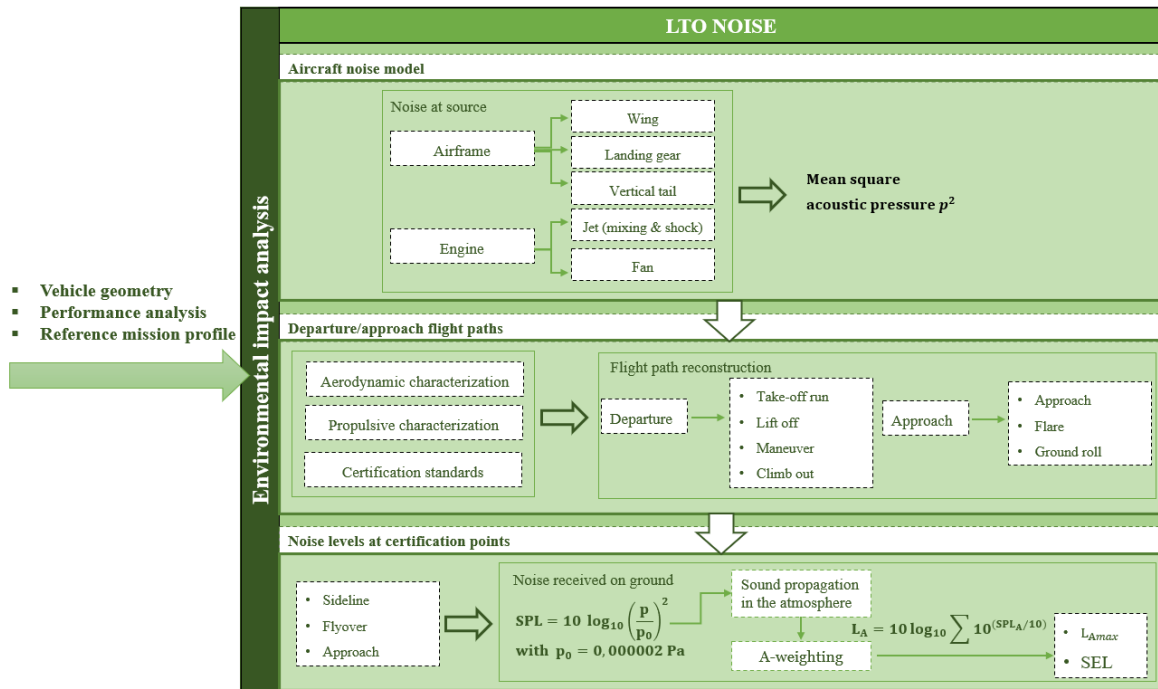 LTO NOISE
Environmental impact analysis
▪ Vehicle geometry
▪ Performance analysis
▪ Reference mission profile
Aircraft noise model
Noise at source
Airframe
Wing
Landing gear
Vertical tail
Engine
Jet (mixing & shock)
Fan
Mean square
acoustic pressure p²
Departure/approach flight paths
Aerodynamic characterization
Propulsive characterization
Certification standards
Flight path reconstruction
Departure
• Take-off run
• Lift off
• Maneuver
• Climb out
Approach
• Approach
• Flare
• Ground roll
Noise levels at certification points
• Sideline
• Flyover
• Approach
Noise received on ground
SPL = 10 log₁₀(p/p₀)²
with p₀ = 0,000002 Pa
Sound propagation
in the atmosphere
A-weighting
L_A = 10 log₁₀ ∑ 10^(SPL_A/10)
• L_Amax
• SEL